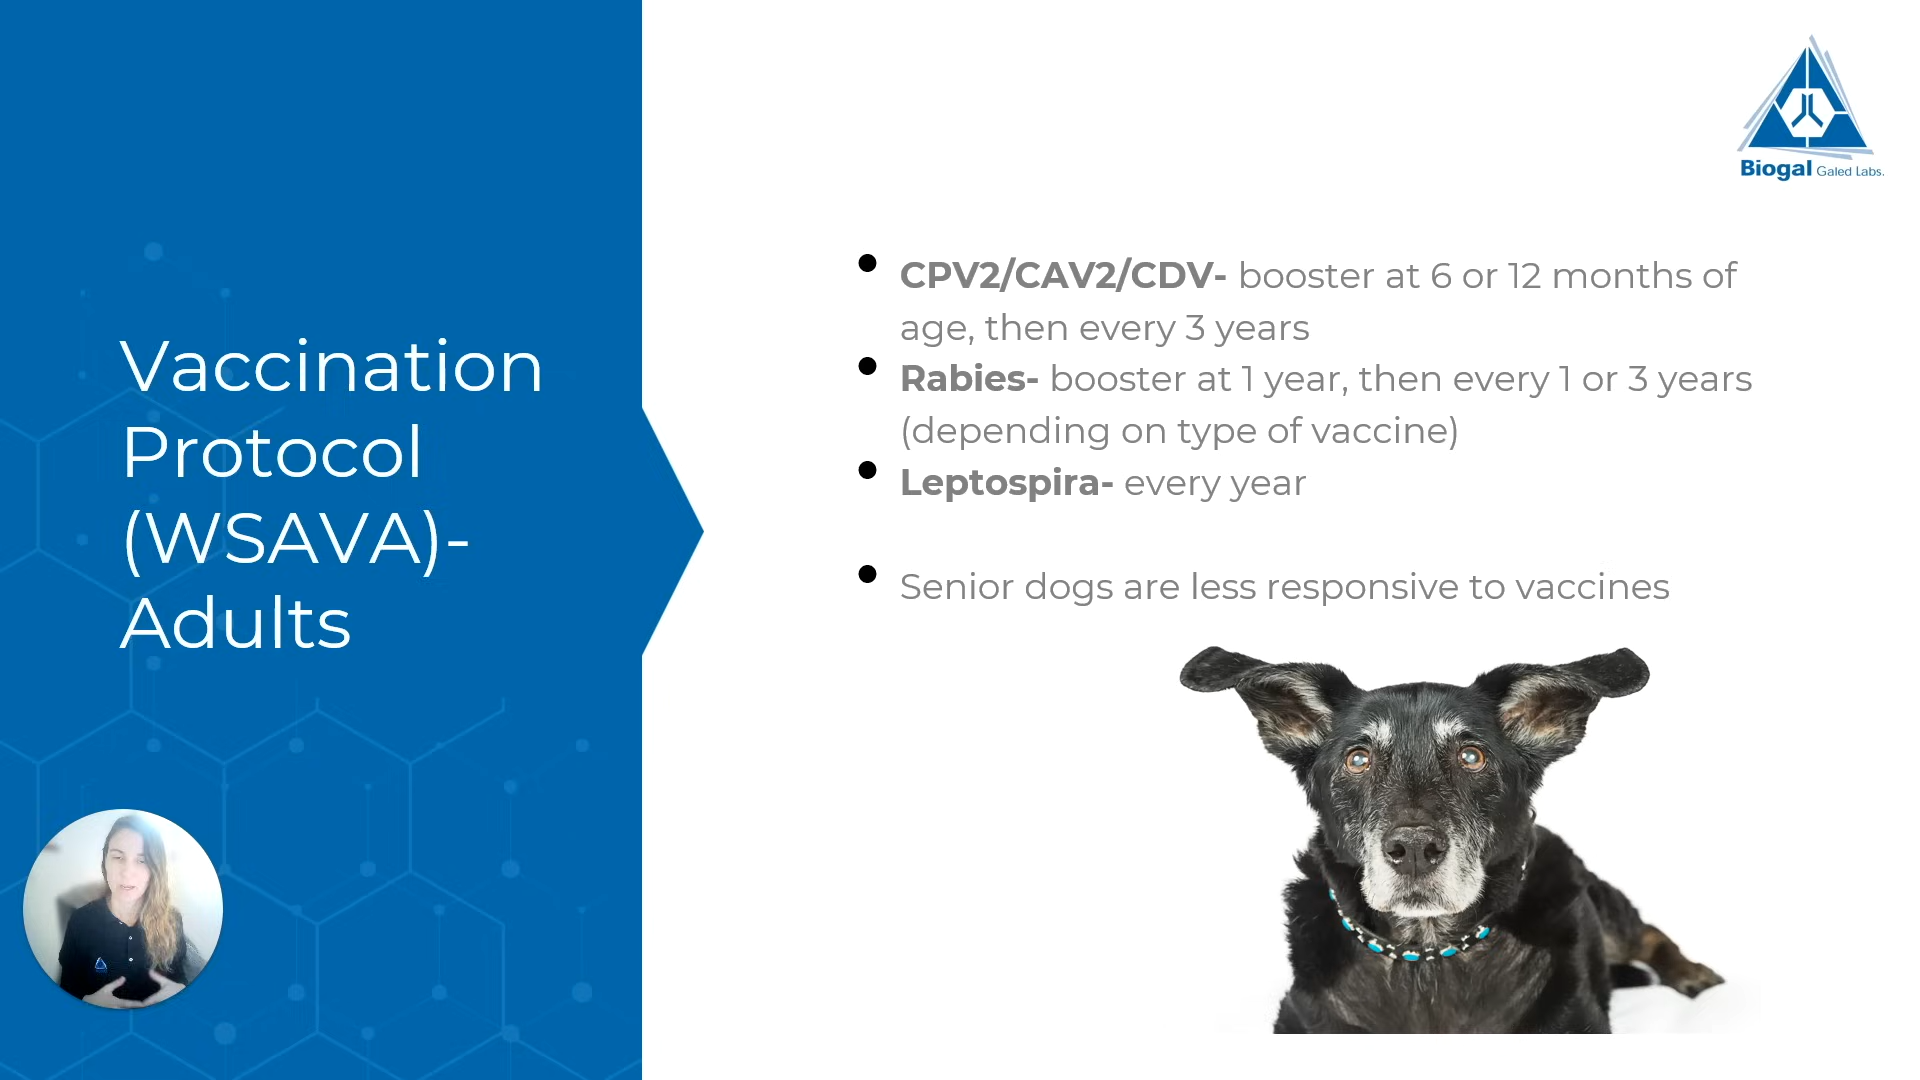 Vaccination
Protocol
(WSAVA)-
Adults
Biogal Galed Labs.
CPV2/CAV2/CDV- booster at 6 or 12 months of
age, then every 3 years
Rabies- booster at 1 year, then every 1 or 3 years
(depending on type of vaccine)
Leptospira- every year
Senior dogs are less responsive to vaccines